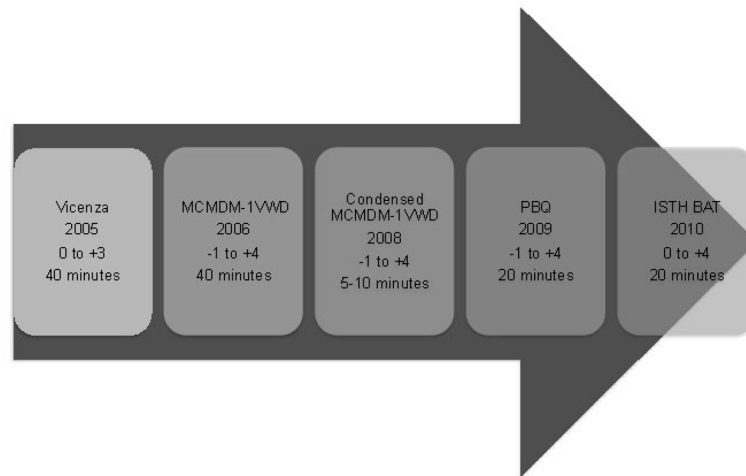 Vicenza
2005
0 to +3
40 minutes
MCMDM-1VWD
2006
-1 to +4
40 minutes
Condensed
MCMDM-1VWD
2008
-1 to +4
5-10 minutes
PBQ
2009
-1 to +4
20 minutes
ISTH BAT
2010
0 to +4
20 minutes